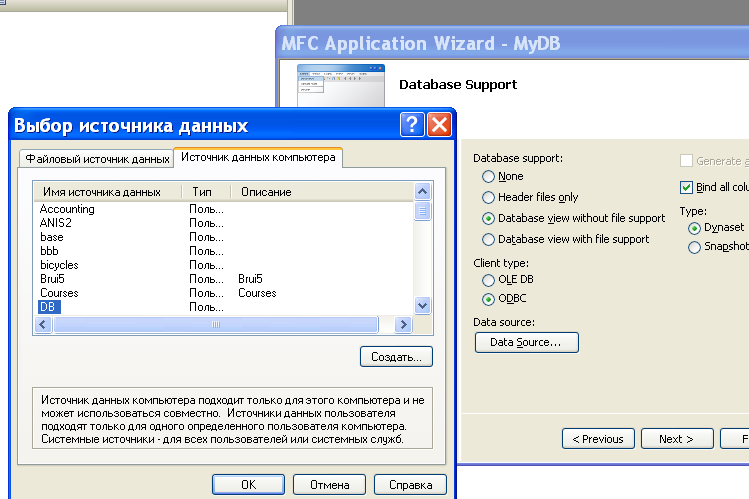 MFC Application Wizard - MyDB
Database Support
Выбор источника данных
Файловый источник данных
Источник данных компьютера
Имя источника данных Тип Описание
Accounting Поль...
ANIS2 Поль...
base Поль...
bbb Поль...
bicycles Поль...
Brui5 Поль... Brui5
Courses Поль... Courses
DB Поль...
Создать...
Источник данных компьютера подходит только для этого компьютера и не
может использоваться совместно. Источники данных пользователя
подходят только для одного определенного пользователя компьютера.
Системные источники - для всех пользователей или системных служб.
OK
Отмена
Справка
Database support:
None
Header files only
Database view without file support
Database view with file support
Client type:
OLE DB
ODBC
Data source:
Data Source...
Generate a
Bind all colu
Type:
Dynaset
Snapshot
< Previous
Next >
F